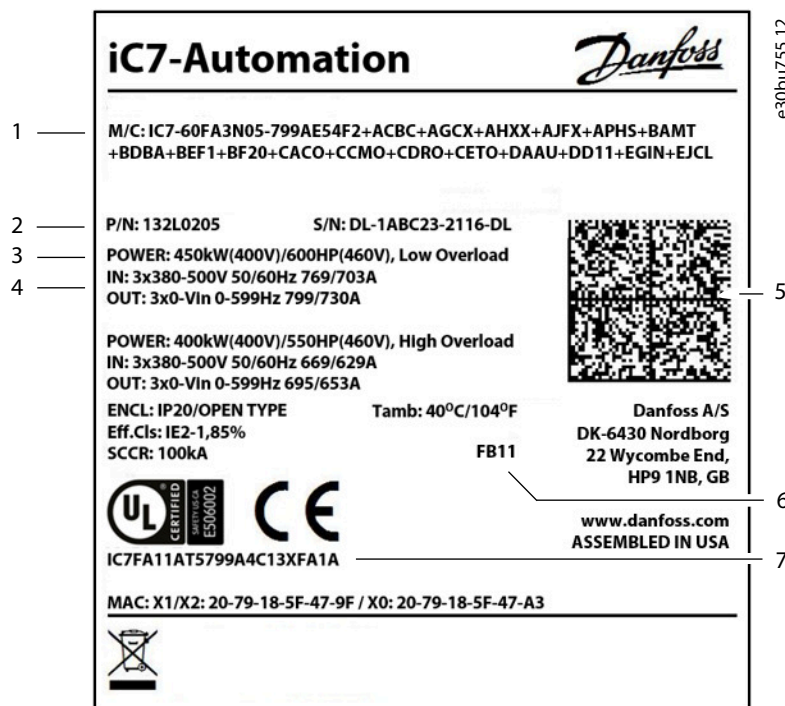 iC7-Automation
Danfoss
e30bu755.12
1
M/C: IC7-60FA3N05-799AE54F2+ACBC+AGCX+AHXX+AJFX+APHS+BAMT
+BDBA+BEF1+BF20+CACO+CCMO+CDRO+CETO+DAAU+DD11+EGIN+EJCL
2
P/N: 132L0205 S/N: DL-1ABC23-2116-DL
3
POWER: 450kW(400V)/600HP(460V), Low Overload
4
IN: 3x380-500V 50/60Hz 769/703A
OUT: 3x0-VIn 0-599Hz 799/730A
5
POWER: 400kW(400V)/550HP(460V), HIgh Overload
IN: 3x380-500V 50/60Hz 669/629A
OUT: 3x0-VIn 0-599Hz 695/653A
ENCL: IP20/OPEN TYPE Tamb: 40⁰C/104⁰F
Eff.Cls: IE2-1,85%
SCCR: 100kA FB11
Danfoss A/S
DK-6430 Nordborg
22 Wycombe End,
HP9 1NB, GB
6
UL
CERTIFIED
SAFETY US CA
E506002
CE
www.danfoss.com
ASSEMBLED IN USA
IC7FA11AT5799A4C13XFA1A
7
MAC: X1/X2: 20-79-18-5F-47-9F / X0: 20-79-18-5F-47-A3